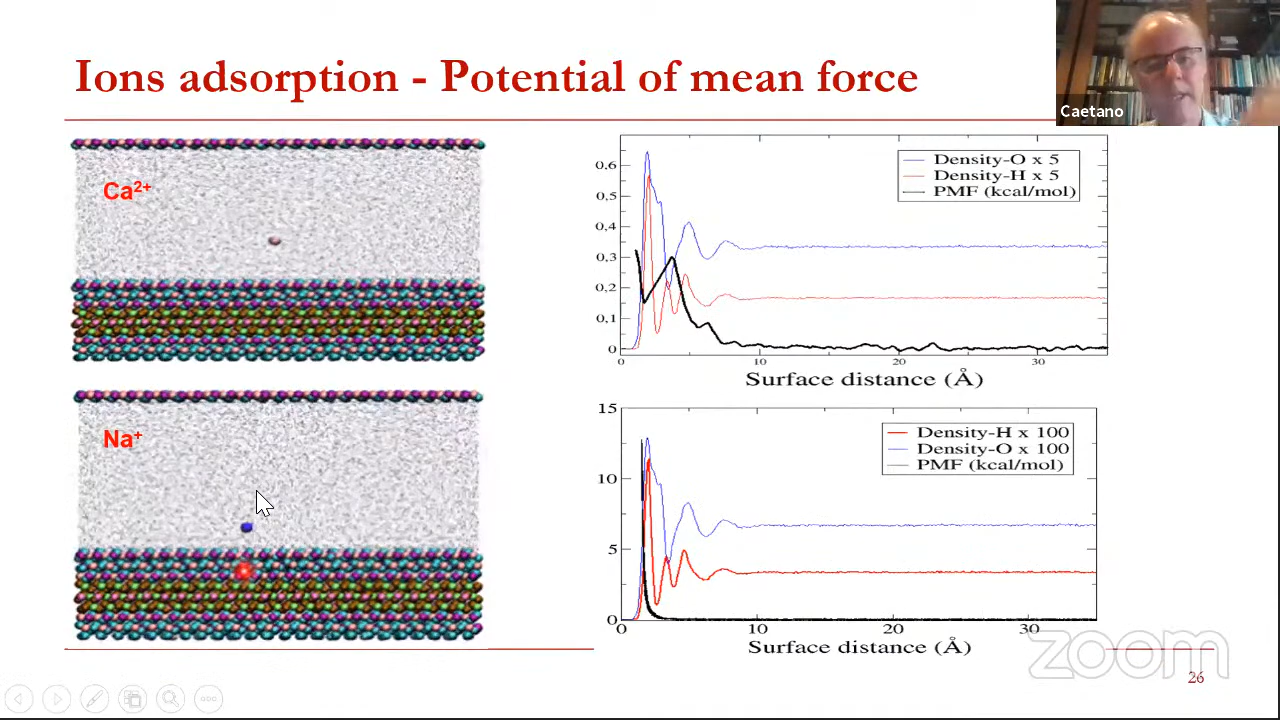 Ions adsorption - Potential of mean force
Caetano
Ca2+
Density-O x 5
Density-H x 5
PMF (kcal/mol)
0,6
0,5
0,4
0,3
0,2
0,1
0
0 10 20 30
Surface distance (Å)
Na+
Density-H x 100
Density-O x 100
PMF (kcal/mol)
15
10
5
0
0 10 20 30
Surface distance (Å)
zoom
26